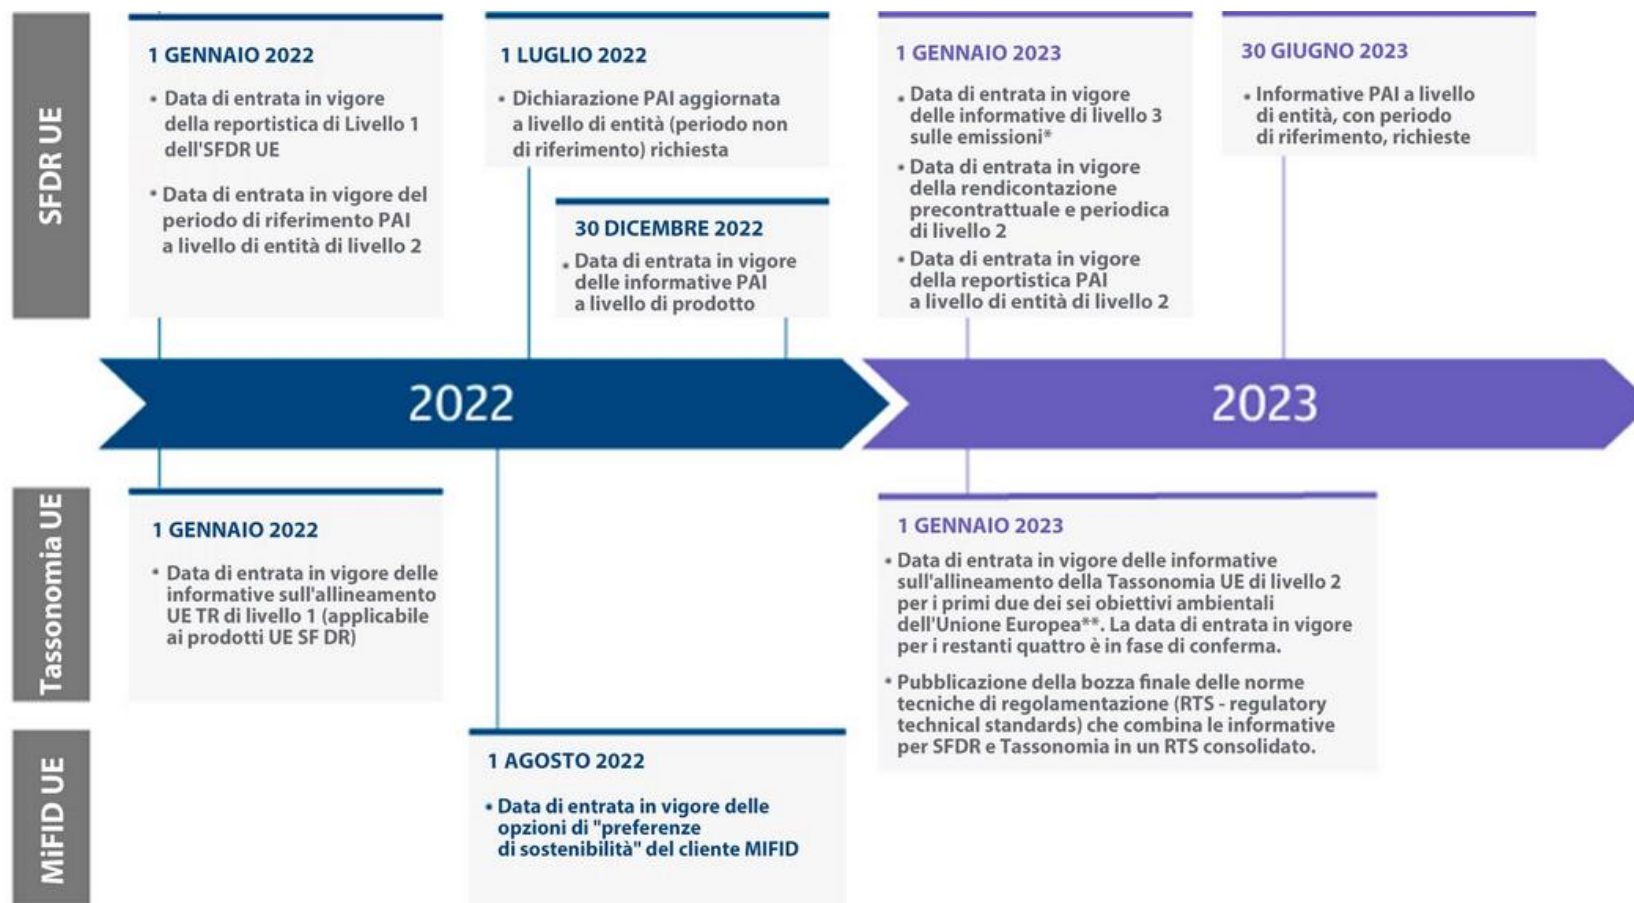 SFDR UE
1 GENNAIO 2022
• Data di entrata in vigore
della reportistica di Livello 1
dell'SFDR UE
• Data di entrata in vigore del
periodo di riferimento PAI
a livello di entità di livello 2
1 LUGLIO 2022
• Dichiarazione PAI aggiornata
a livello di entità (periodo non
di riferimento) richiesta
30 DICEMBRE 2022
• Data di entrata in vigore
delle informative PAI
a livello di prodotto
1 GENNAIO 2023
• Data di entrata in vigore
delle informative di livello 3
sulle emissioni*
• Data di entrata in vigore
della rendicontazione
precontrattuale e periodica
di livello 2
• Data di entrata in vigore
della reportistica PAI
a livello di entità di livello 2
30 GIUGNO 2023
• Informative PAI a livello
di entità, con periodo
di riferimento, richieste
2022
2023
Tassonomia UE
1 GENNAIO 2022
• Data di entrata in vigore delle
informative sull'allineamento
UE TR di livello 1 (applicabile
ai prodotti UE SF DR)
1 GENNAIO 2023
• Data di entrata in vigore delle informative
sull'allineamento della Tassonomia UE di livello 2
per i primi due dei sei obiettivi ambientali
dell'Unione Europea**. La data di entrata in vigore
per i restanti quattro è in fase di conferma.
• Pubblicazione della bozza finale delle norme
tecniche di regolamentazione (RTS - regulatory
technical standards) che combina le informative
per SFDR e Tassonomia in un RTS consolidato.
MiFID UE
1 AGOSTO 2022
• Data di entrata in vigore delle
opzioni di "preferenze
di sostenibilità" del cliente MIFID